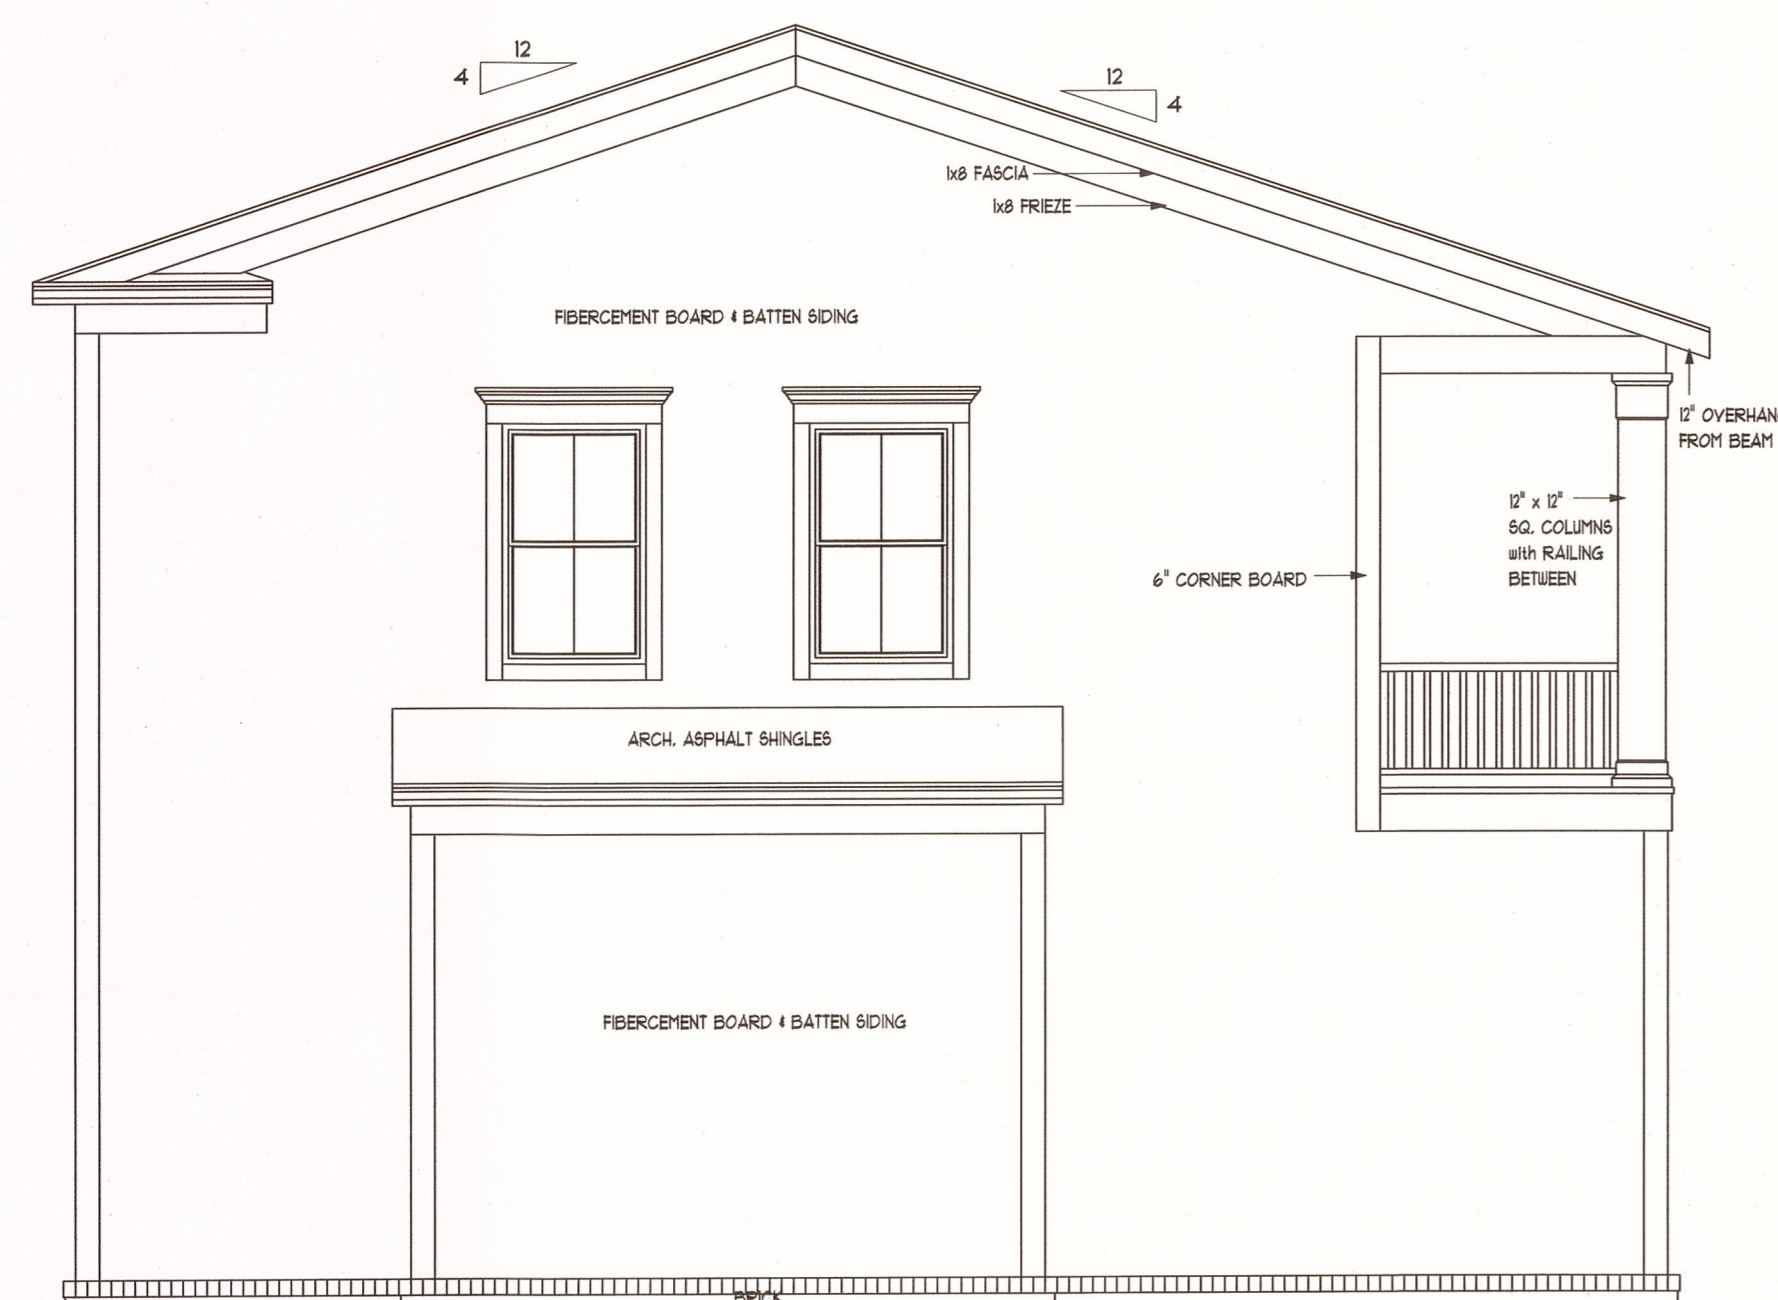 12
4
12
4
1x8 FASCIA
1x8 FRIEZE
FIBERCEMENT BOARD & BATTEN SIDING
12" OVERHAN
FROM BEAM
12" x 12"
SQ. COLUMNS
with RAILING
BETWEEN
6" CORNER BOARD
ARCH. ASPHALT SHINGLES
FIBERCEMENT BOARD & BATTEN SIDING
BRICK